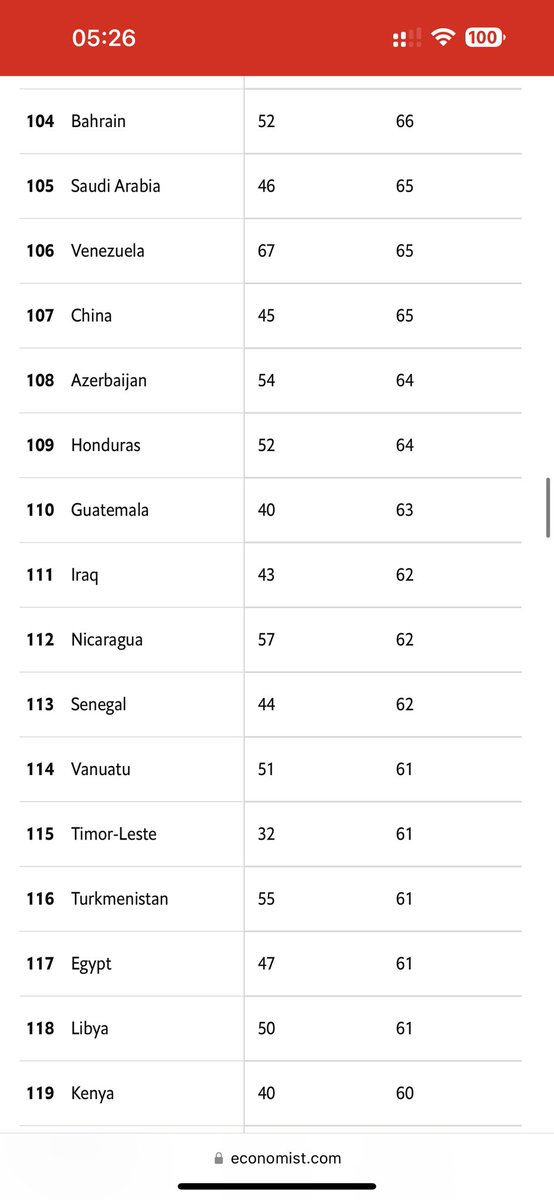 05:26 100
104 Bahrain 52 66
105 Saudi Arabia 46 65
106 Venezuela 67 65
107 China 45 65
108 Azerbaijan 54 64
109 Honduras 52 64
110 Guatemala 40 63
111 Iraq 43 62
112 Nicaragua 57 62
113 Senegal 44 62
114 Vanuatu 51 61
115 Timor-Leste 32 61
116 Turkmenistan 55 61
117 Egypt 47 61
118 Libya 50 61
119 Kenya 40 60
economist.com